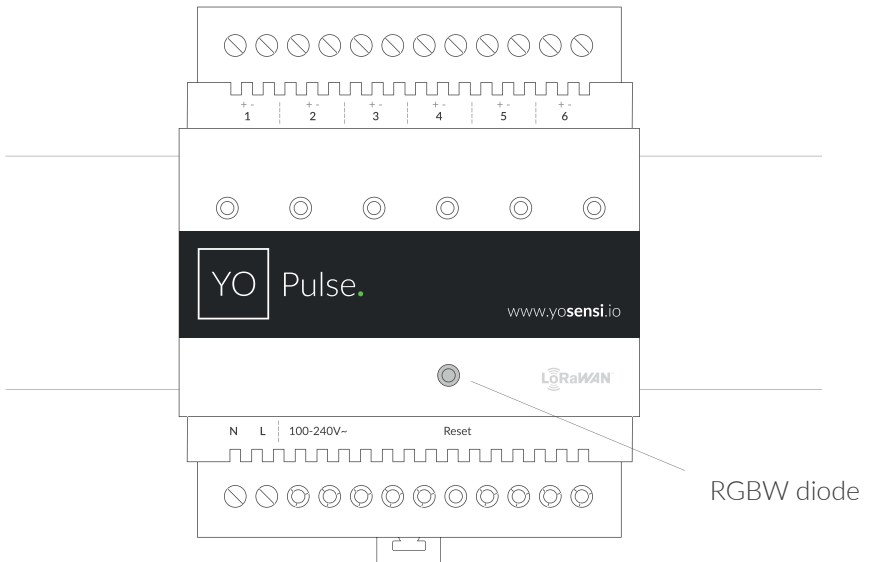 + - + - + - + - + - + -
1 2 3 4 5 6
YO Pulse.
www.yosensi.io
LoRaWAN
N L 100-240V~ Reset
RGBW diode